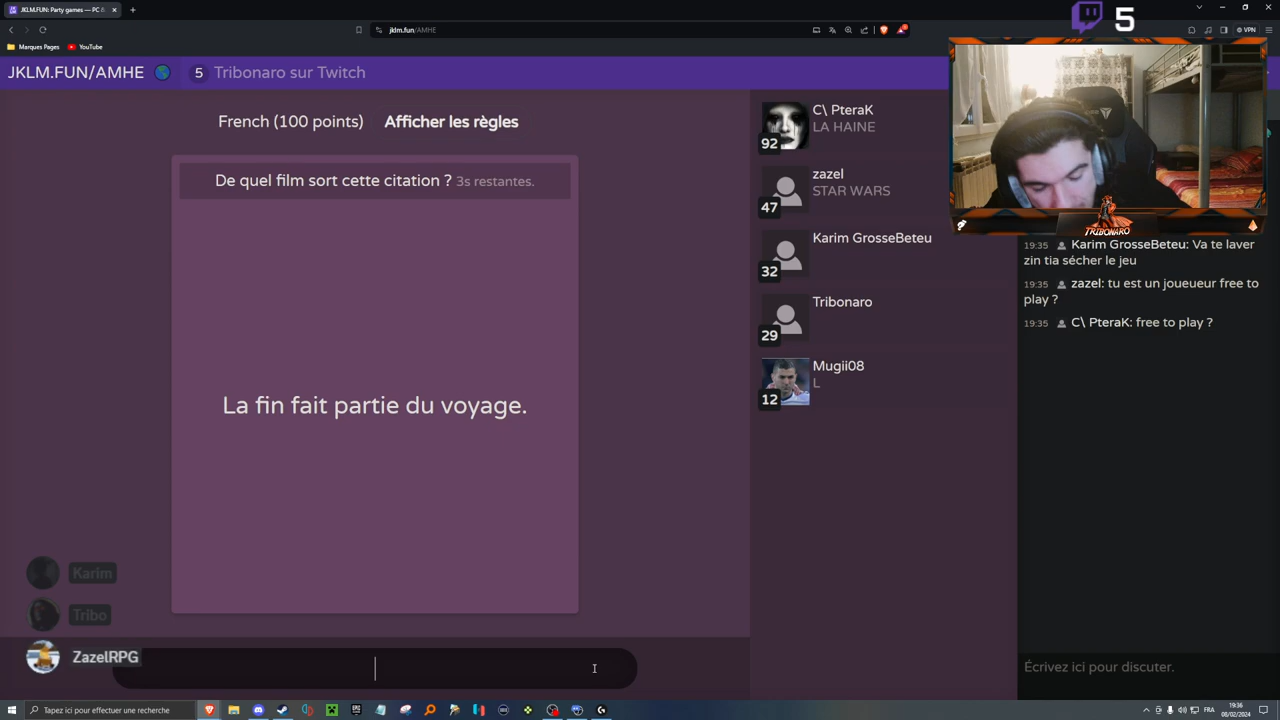 JKLM.FUN: Party games — PC &
jklm.fun/AMHE
VPN
Marques Pages
YouTube
5
JKLM.FUN/AMHE
5 Tribonaro sur Twitch
French (100 points) Afficher les règles
De quel film sort cette citation ? 3s restantes.
La fin fait partie du voyage.
C\ PteraK
LA HAINE
92
zazel
STAR WARS
47
Karim GrosseBeteu
32
Tribonaro
29
Mugii08
L
12
TRIBONARO
19:35 Karim GrosseBeteu: Va te laver
zin tia sécher le jeu
19:35 zazel: tu est un joueueur free to
play ?
19:35 C\ PteraK: free to play ?
Karim
Tribo
ZazelRPG
Écrivez ici pour discuter.
Tapez ici pour effectuer une recherche
FRA
19:36
08/02/2024